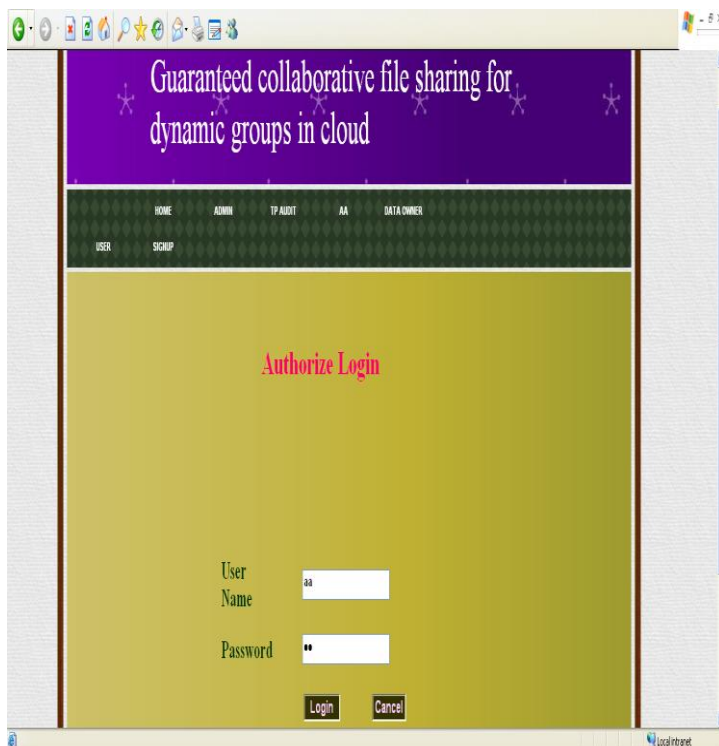 Guaranteed collaborative file sharing for
dynamic groups in cloud
HOME ADMIN TP AUDIT AA DATA OWNER
USER SIGNUP
Authorize Login
User
Name
aa
Password
••
Login Cancel
Local intranet